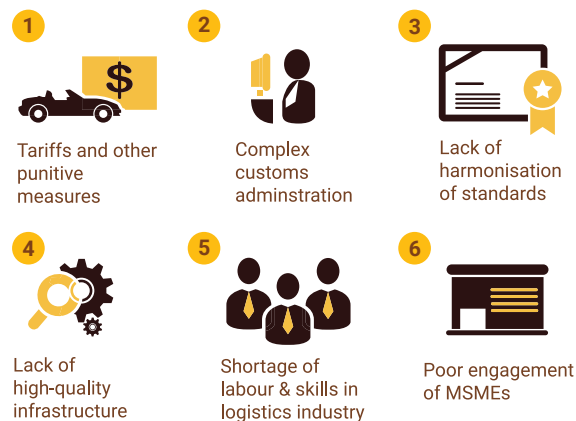 1
$
Tariffs and other
punitive
measures
2
Complex
customs
adminstration
3
Lack of
harmonisation
of standards
4
Lack of
high-quality
infrastructure
5
Shortage of
labour & skills in
logistics industry
6
Poor engagement
of MSMEs